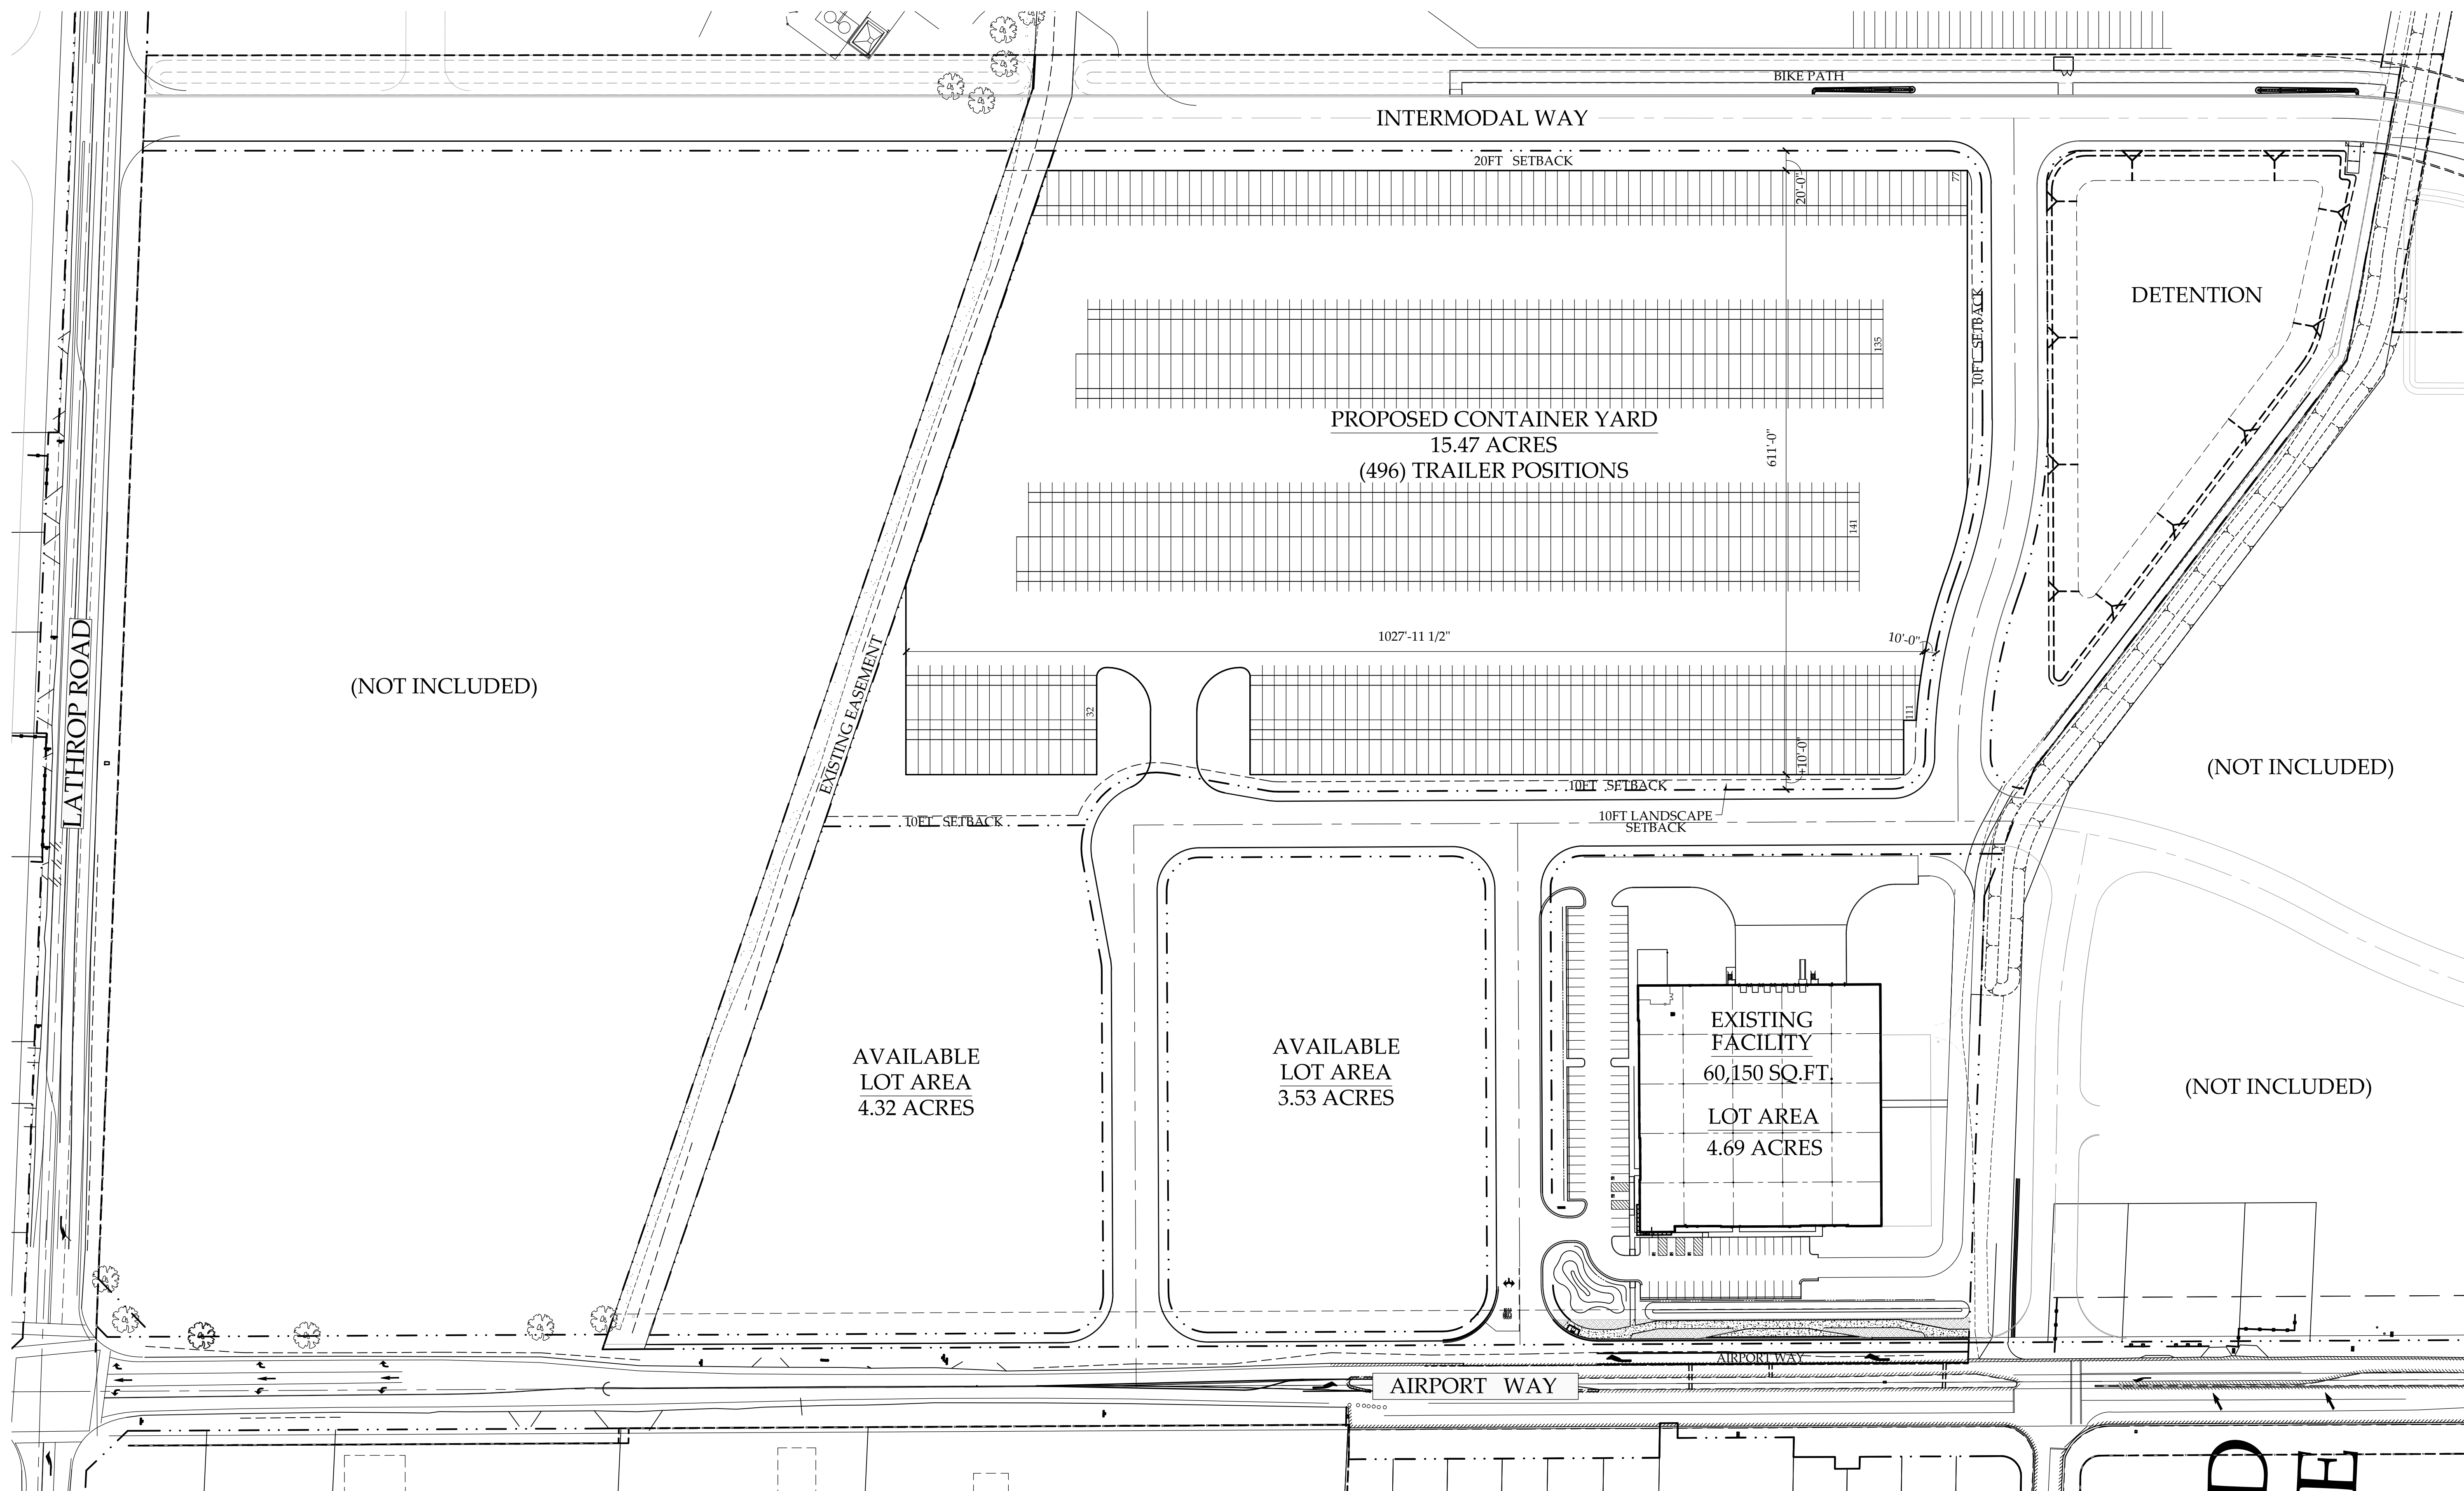 BIKE PATH
INTERMODAL WAY
20FT SETBACK
20'-0"
77
10FT SETBACK
DETENTION
135
PROPOSED CONTAINER YARD
15.47 ACRES
(496) TRAILER POSITIONS
611'-0"
141
LATHROP ROAD
(NOT INCLUDED)
EXISTING EASEMENT
1027'-11 1/2"
10'-0"
32
111
10'-0"
10FT SETBACK
10FT SETBACK
10FT LANDSCAPE
SETBACK
(NOT INCLUDED)
AVAILABLE
LOT AREA
4.32 ACRES
AVAILABLE
LOT AREA
3.53 ACRES
EXISTING
FACILITY
60,150 SQ.FT.
LOT AREA
4.69 ACRES
(NOT INCLUDED)
AIRPORT WAY
AIRPORT WAY
D
E